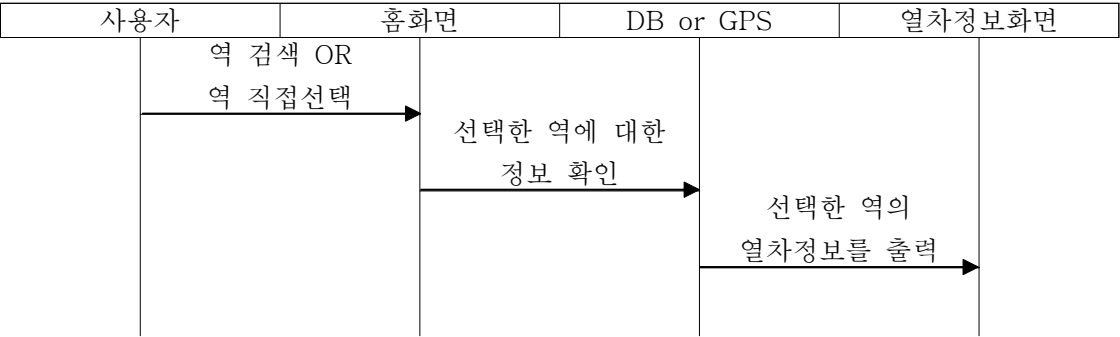 사용자 홈화면 DB or GPS 열차정보화면
역 검색 OR
역 직접선택
선택한 역에 대한
정보 확인
선택한 역의
열차정보를 출력